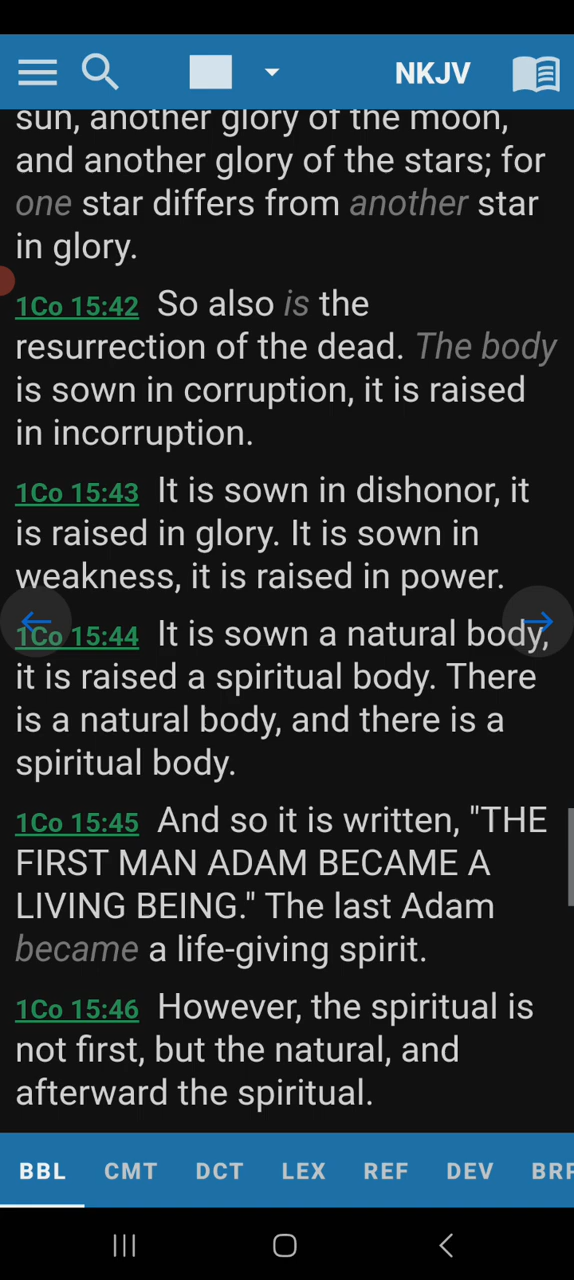 NKJV
sun, another glory of the moon,
and another glory of the stars; for
one star differs from another star
in glory.
1Co 15:42 So also is the
resurrection of the dead. The body
is sown in corruption, it is raised
in incorruption.
1Co 15:43 It is sown in dishonor, it
is raised in glory. It is sown in
weakness, it is raised in power.
1Co 15:44 It is sown a natural body,
it is raised a spiritual body. There
is a natural body, and there is a
spiritual body.
1Co 15:45 And so it is written, "THE
FIRST MAN ADAM BECAME A
LIVING BEING." The last Adam
became a life-giving spirit.
1Co 15:46 However, the spiritual is
not first, but the natural, and
afterward the spiritual.
BBL CMT DCT LEX REF DEV BRP